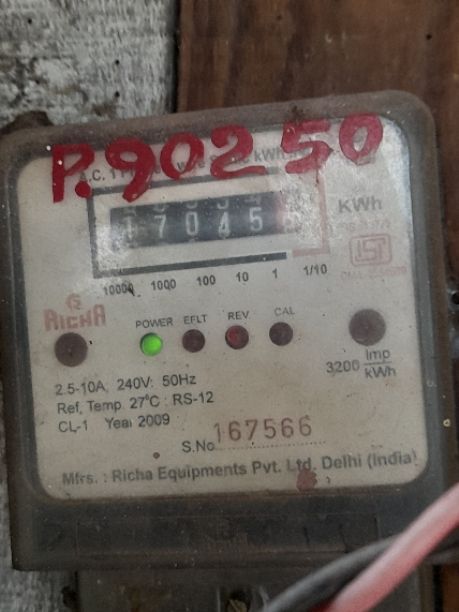 P.90250
KWh
17045
10000 1000 100 10 1 1/10
RICHA
POWER EFLT REV. CAL
3200 Imp/kWh
2.5-10A, 240V: 50Hz
Ref, Temp. 27°C : RS-12
CL-1 Year 2009
S.No 167566
Mfrs. : Richa Equipments Pvt. Ltd. Delhi (India)